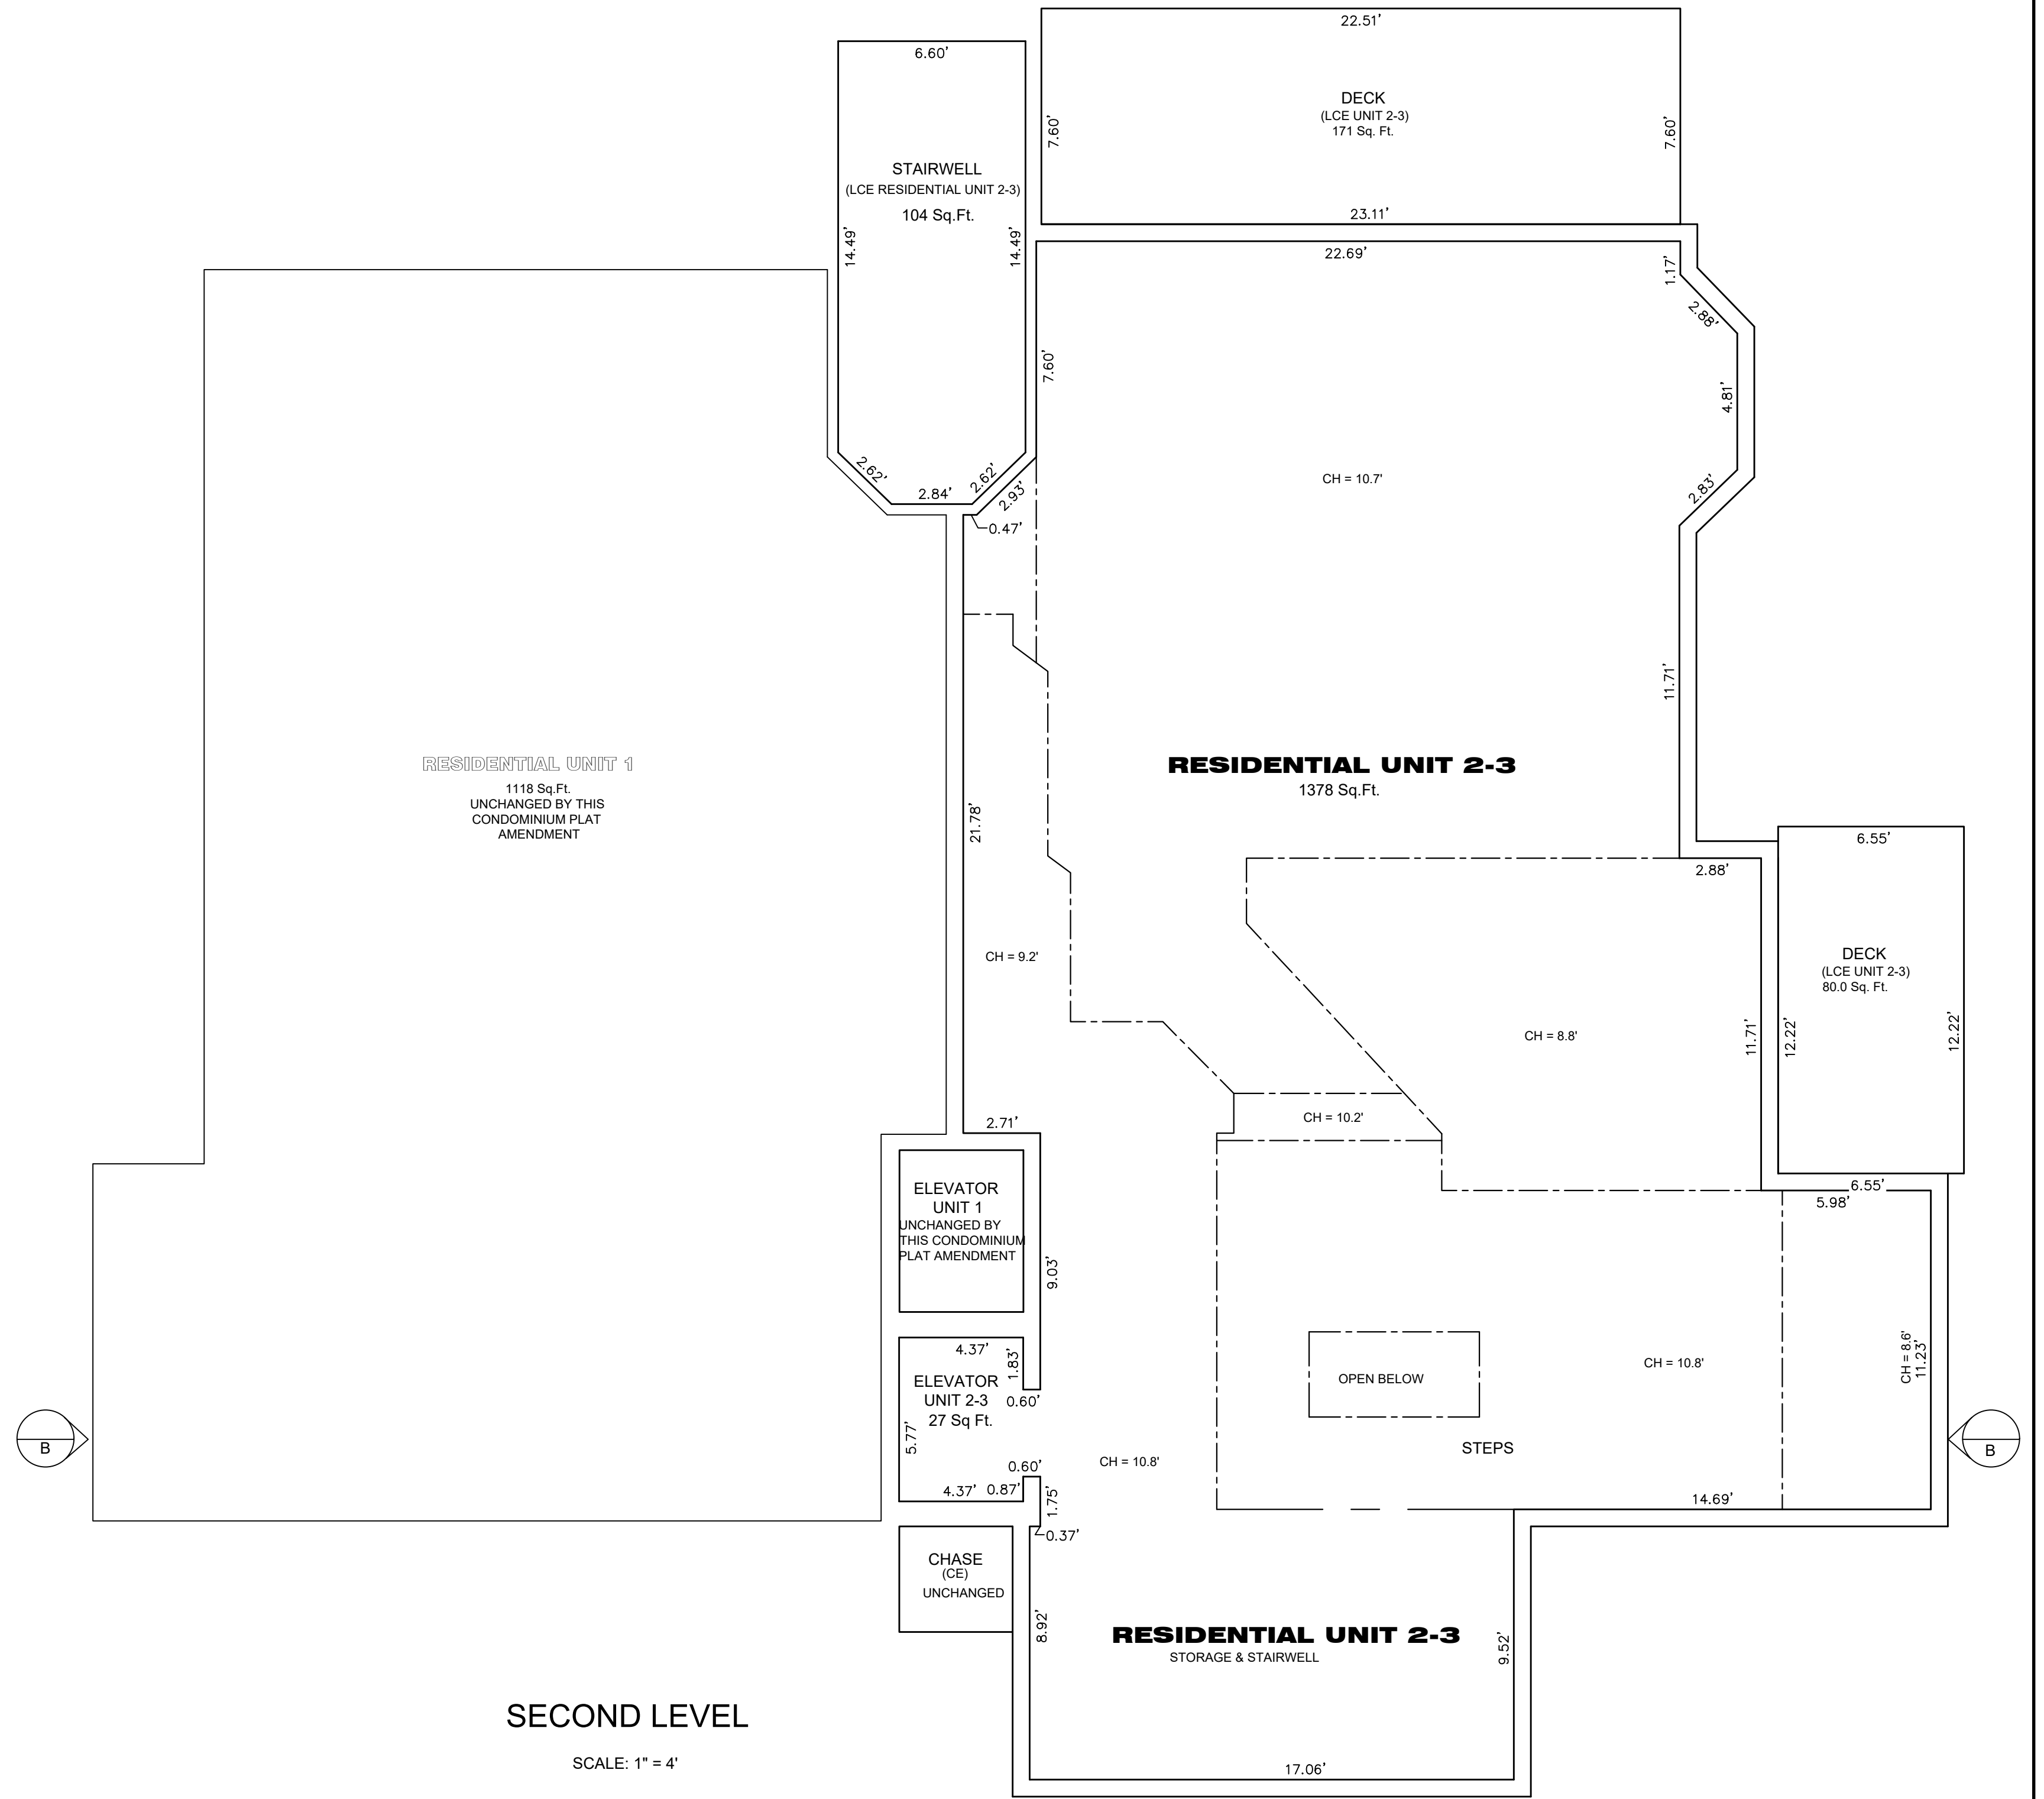 22.51'
6.60'
DECK
(LCE UNIT 2-3)
171 Sq. Ft.
7.60'
7.60'
STAIRWELL
(LCE RESIDENTIAL UNIT 2-3)
104 Sq.Ft.
23.11'
14.49'
14.49'
22.69'
1.17'
2.88'
7.60'
4.81'
2.62'
2.62'
2.84'
2.93'
0.47'
CH = 10.7'
2.83'
11.71'
RESIDENTIAL UNIT 1
1118 Sq.Ft.
UNCHANGED BY THIS
CONDOMINIUM PLAT
AMENDMENT
RESIDENTIAL UNIT 2-3
1378 Sq.Ft.
21.78'
6.55'
2.88'
CH = 9.2'
DECK
(LCE UNIT 2-3)
80.0 Sq. Ft.
CH = 8.8'
11.71'
12.22'
12.22'
2.71'
CH = 10.2'
ELEVATOR
UNIT 1
UNCHANGED BY
THIS CONDOMINIUM
PLAT AMENDMENT
6.55'
5.98'
9.03'
4.37'
1.83'
ELEVATOR
UNIT 2-3
27 Sq Ft.
0.60'
5.77'
OPEN BELOW
CH = 10.8'
CH = 8.6'
11.23'
B
B
STEPS
CH = 10.8'
0.60'
4.37'
0.87'
1.75'
14.69'
0.37'
CHASE
(CE)
UNCHANGED
8.92'
RESIDENTIAL UNIT 2-3
STORAGE & STAIRWELL
9.52'
SECOND LEVEL
SCALE: 1" = 4'
17.06'